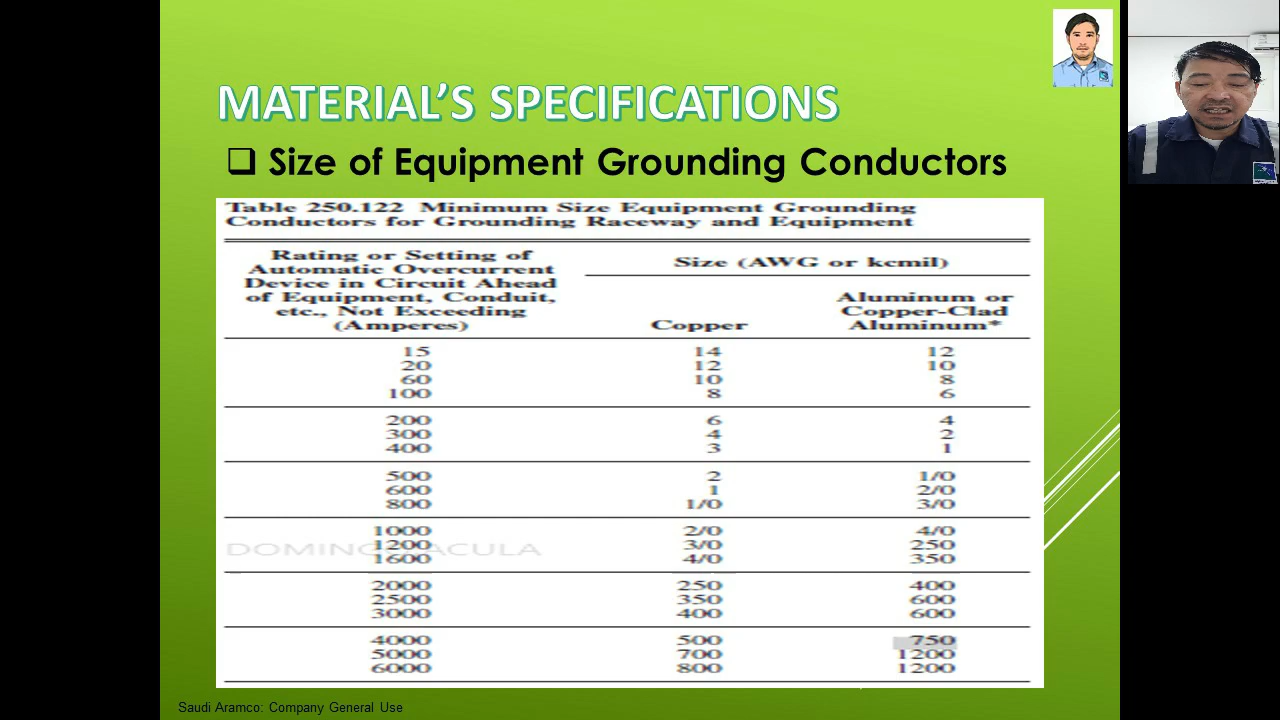 MATERIAL'S SPECIFICATIONS
❑ Size of Equipment Grounding Conductors
Table 250.122 Minimum Size Equipment Grounding
Conductors for Grounding Raceway and Equipment
Rating or Setting of
Automatic Overcurrent
Device in Circuit Ahead
of Equipment, Conduit,
etc., Not Exceeding
(Amperes)
Size (AWG or kcmil)
Copper
Aluminum or
Copper-Clad
Aluminum*
15 14 12
20 12 10
60 10 8
100 8 6
200 6 4
300 4 2
400 3 1
500 2 1/0
600 1 2/0
800 1/0 3/0
1000 2/0 4/0
1200 3/0 250
1600 4/0 350
2000 250 400
2500 350 600
3000 400 600
4000 500 750
5000 700 1200
6000 800 1200
Saudi Aramco: Company General Use